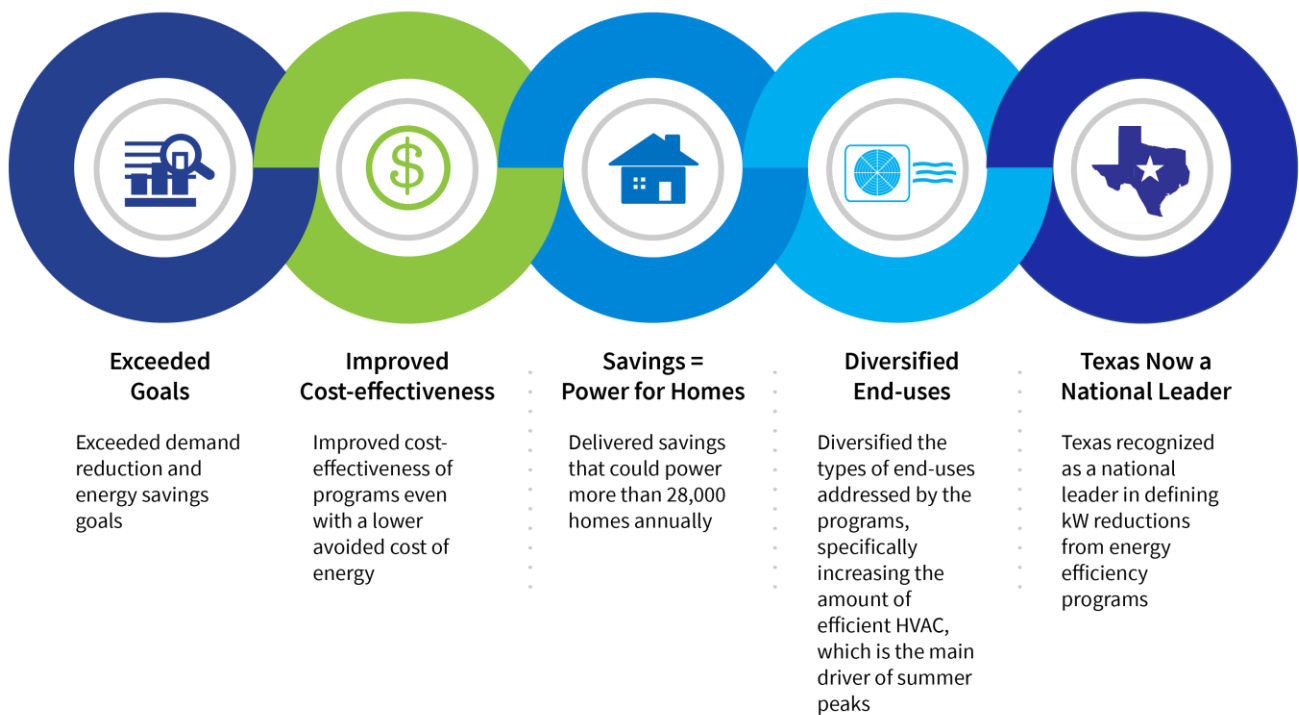 Exceeded
Goals
Exceeded demand
reduction and
energy savings
goals
Improved
Cost-effectiveness
Improved cost-
effectiveness of
programs even
with a lower
avoided cost of
energy
Savings =
Power for Homes
Delivered savings
that could power
more than 28,000
homes annually
Diversified
End-uses
Diversified the
types of end-uses
addressed by the
programs,
specifically
increasing the
amount of
efficient HVAC,
which is the main
driver of summer
peaks
Texas Now a
National Leader
Texas recognized
as a national
leader in defining
kW reductions
from energy
efficiency
programs